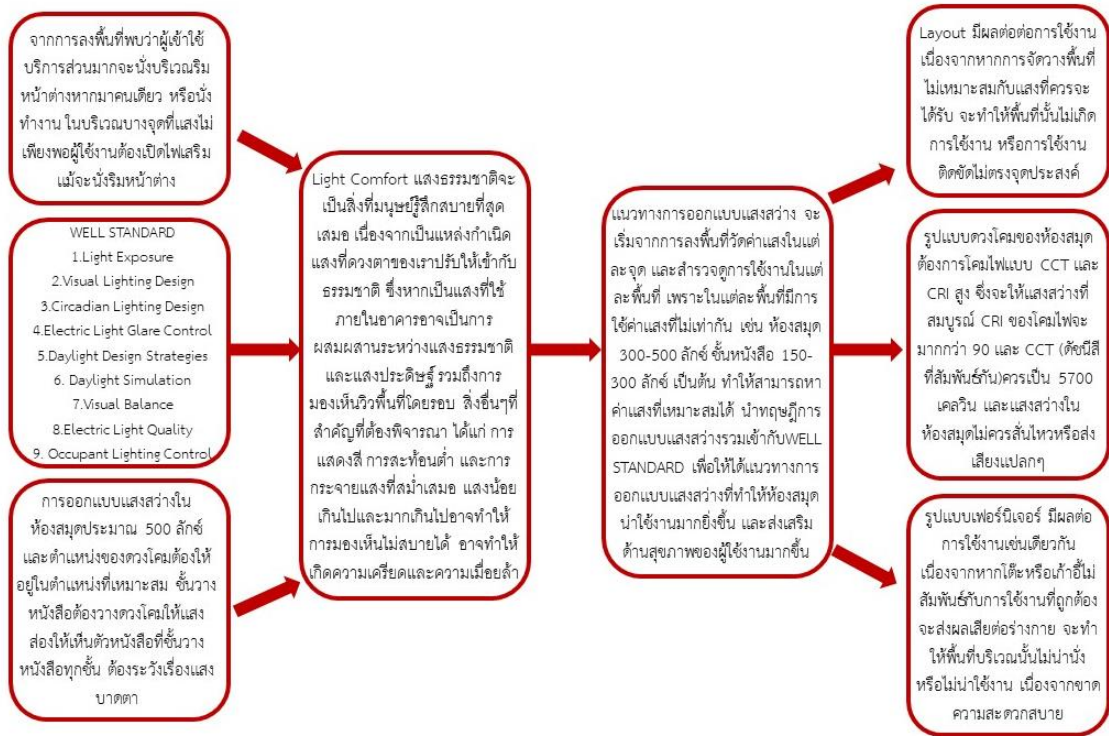 จากการลงพื้นที่พบว่าผู้เข้าใช้
บริการส่วนมากจะนั่งบริเวณริม
หน้าต่างหากมาคนเดียว หรือนั่ง
ทำงาน ในบริเวณบางจุดที่แสงไม่
เพียงพอผู้ใช้งานต้องเปิดไฟเสริม
แม้จะนั่งริมหน้าต่าง
WELL STANDARD
1.Light Exposure
2.Visual Lighting Design
3.Circadian Lighting Design
4.Electric Light Glare Control
5.Daylight Design Strategies
6. Daylight Simulation
7.Visual Balance
8.Electric Light Quality
9. Occupant Lighting Control
การออกแบบแสงสว่างใน
ห้องสมุดประมาณ 500 ลักซ์
และตำแหน่งของดวงโคมต้องให้
อยู่ในตำแหน่งที่เหมาะสม ชั้นวาง
หนังสือต้องวางดวงโคมให้แสง
ส่องให้เห็นตัวหนังสือที่ชั้นวาง
หนังสือทุกชั้น ต้องระวังเรื่องแสง
บาดตา
Light Comfort แสงธรรมชาติจะ
เป็นสิ่งที่มนุษย์รู้สึกสบายที่สุด
เสมอ เนื่องจากเป็นแหล่งกำเนิด
แสงที่ดวงตาของเราปรับให้เข้ากับ
ธรรมชาติ ซึ่งหากเป็นแสงที่ใช้
ภายในอาคารอาจเป็นการ
ผสมผสานระหว่างแสงธรรมชาติ
และแสงประดิษฐ์ รวมถึงการ
มองเห็นวิวพื้นที่โดยรอบ สิ่งอื่นๆที่
สำคัญที่ต้องพิจารณา ได้แก่ การ
แสดงสี การสะท้อนต่ำ และการ
กระจายแสงที่สม่ำเสมอ แสงน้อย
เกินไปและมากเกินไปอาจทำให้
การมองเห็นไม่สบายได้ อาจทำให้
เกิดความเครียดและความเมื่อยล้า
แนวทางการออกแบบแสงสว่าง จะ
เริ่มจากการลงพื้นที่วัดค่าแสงในแต่
ละจุด และสำรวจดูการใช้งานในแต่
ละพื้นที่ เพราะในแต่ละพื้นที่มีการ
ใช้ค่าแสงที่ไม่เท่ากัน เช่น ห้องสมุด
300-500 ลักซ์ ชั้นหนังสือ 150-
300 ลักซ์ เป็นต้น ทำให้สามารถหา
ค่าแสงที่เหมาะสมได้ นำทฤษฎีการ
ออกแบบแสงสว่างรวมเข้ากับWELL
STANDARD เพื่อให้ได้แนวทางการ
ออกแบบแสงสว่างที่ทำให้ห้องสมุด
น่าใช้งานมากยิ่งขึ้น และส่งเสริม
ด้านสุขภาพของผู้ใช้งานมากขึ้น
Layout มีผลต่อต่อการใช้งาน
เนื่องจากหากการจัดวางพื้นที่
ไม่เหมาะสมกับแสงที่ควรจะ
ได้รับ จะทำให้พื้นที่นั้นไม่เกิด
การใช้งาน หรือการใช้งาน
ติดขัดไม่ตรงจุดประสงค์
รูปแบบดวงโคมของห้องสมุด
ต้องการโคมไฟแบบ CCT และ
CRI สูง ซึ่งจะให้แสงสว่างที่
สมบูรณ์ CRI ของโคมไฟจะ
มากกว่า 90 และ CCT (ดัชนีสี
ที่สัมพันธ์กัน)ควรเป็น 5700
เคลวิน และแสงสว่างใน
ห้องสมุดไม่ควรสั่นไหวหรือส่ง
เสียงแปลกๆ
รูปแบบเฟอร์นิเจอร์ มีผลต่อ
การใช้งานเช่นเดียวกัน
เนื่องจากหากโต๊ะหรือเก้าอี้ไม่
สัมพันธ์กับการใช้งานที่ถูกต้อง
จะส่งผลเสียต่อร่างกาย จะทำ
ให้พื้นที่บริเวณนั้นไม่น่านั่ง
หรือไม่น่าใช้งาน เนื่องจากขาด
ความสะดวกสบาย